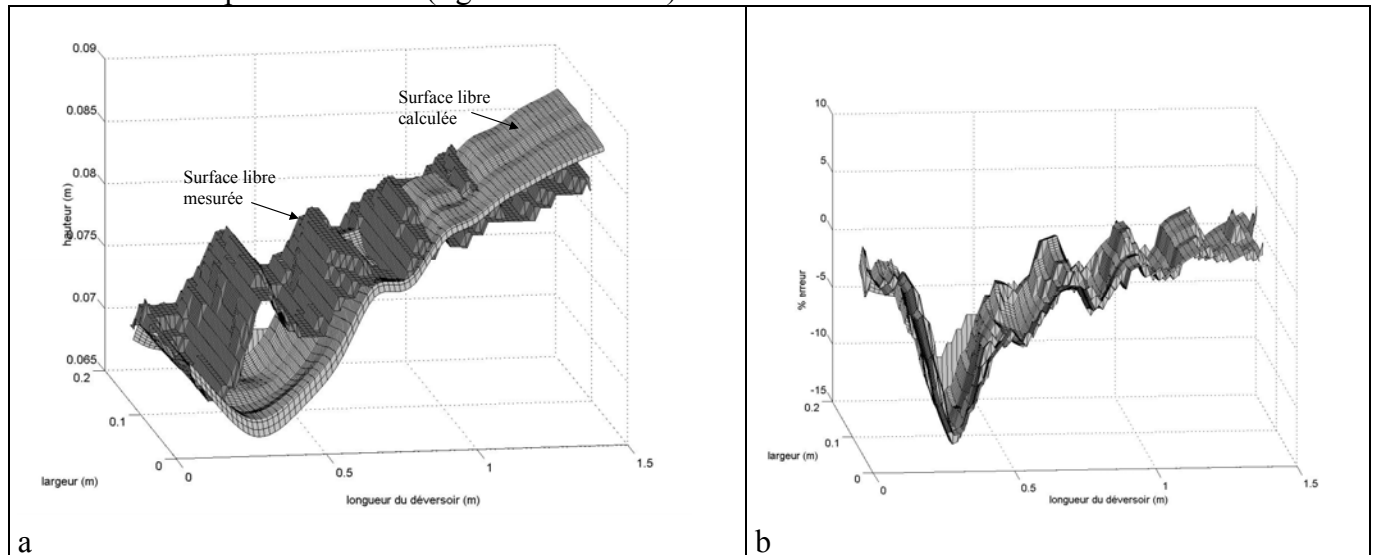 0.09
0.085
0.08
0.075
0.07
0.065
0.2
0.1
0
0
0.5
1
1.5
hauteur (m)
largeur (m)
longueur du déversoir (m)
Surface libre
calculée
Surface libre
mesurée
a
10
5
0
-5
-10
-15
0.2
0.1
0
0
0.5
1
1.5
% erreur
largeur (m)
longueur du déversoir (m)
b